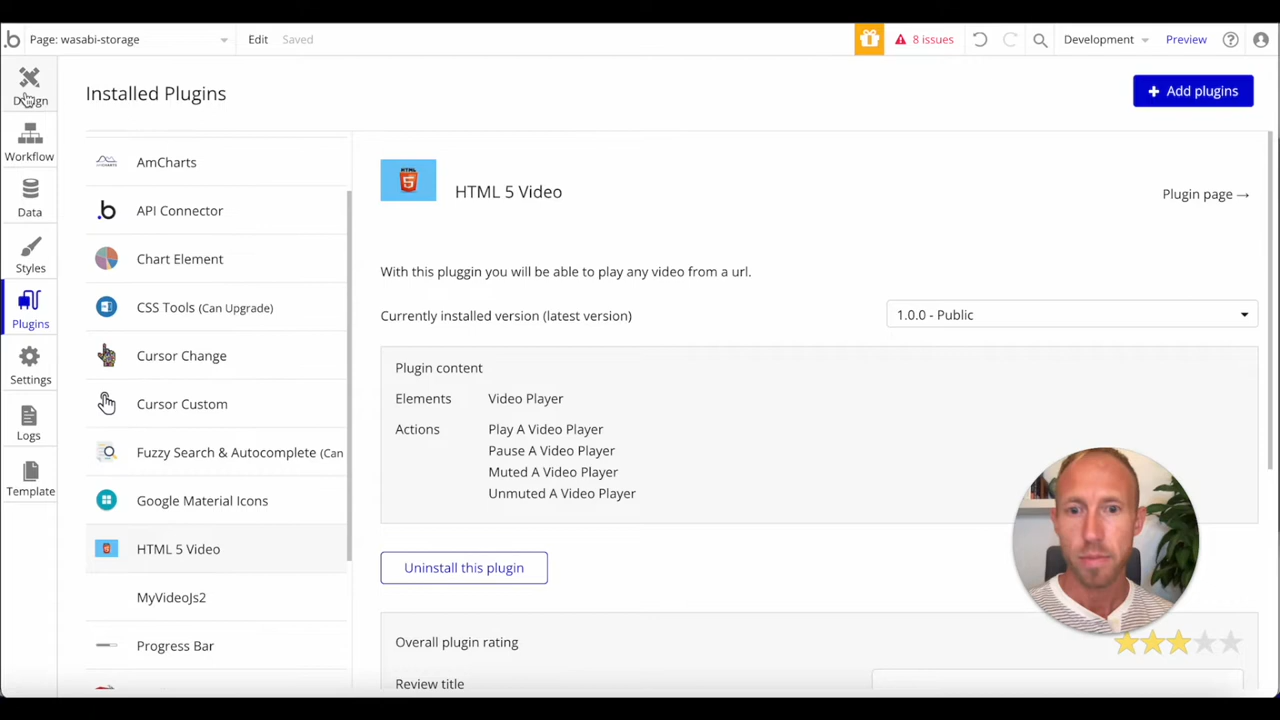 Page: wasabi-storage
Edit
Saved
8 issues
Development
Preview
Design
Workflow
Data
Styles
Plugins
Settings
Logs
Template
Installed Plugins
Add plugins
AmCharts
API Connector
Chart Element
CSS Tools (Can Upgrade)
Cursor Change
Cursor Custom
Fuzzy Search & Autocomplete (Can
Google Material Icons
HTML 5 Video
MyVideoJs2
Progress Bar
HTML 5 Video
Plugin page →
With this pluggin you will be able to play any video from a url.
Currently installed version (latest version)
1.0.0 - Public
Plugin content
Elements Video Player
Actions Play A Video Player
Pause A Video Player
Muted A Video Player
Unmuted A Video Player
Uninstall this plugin
Overall plugin rating
Review title